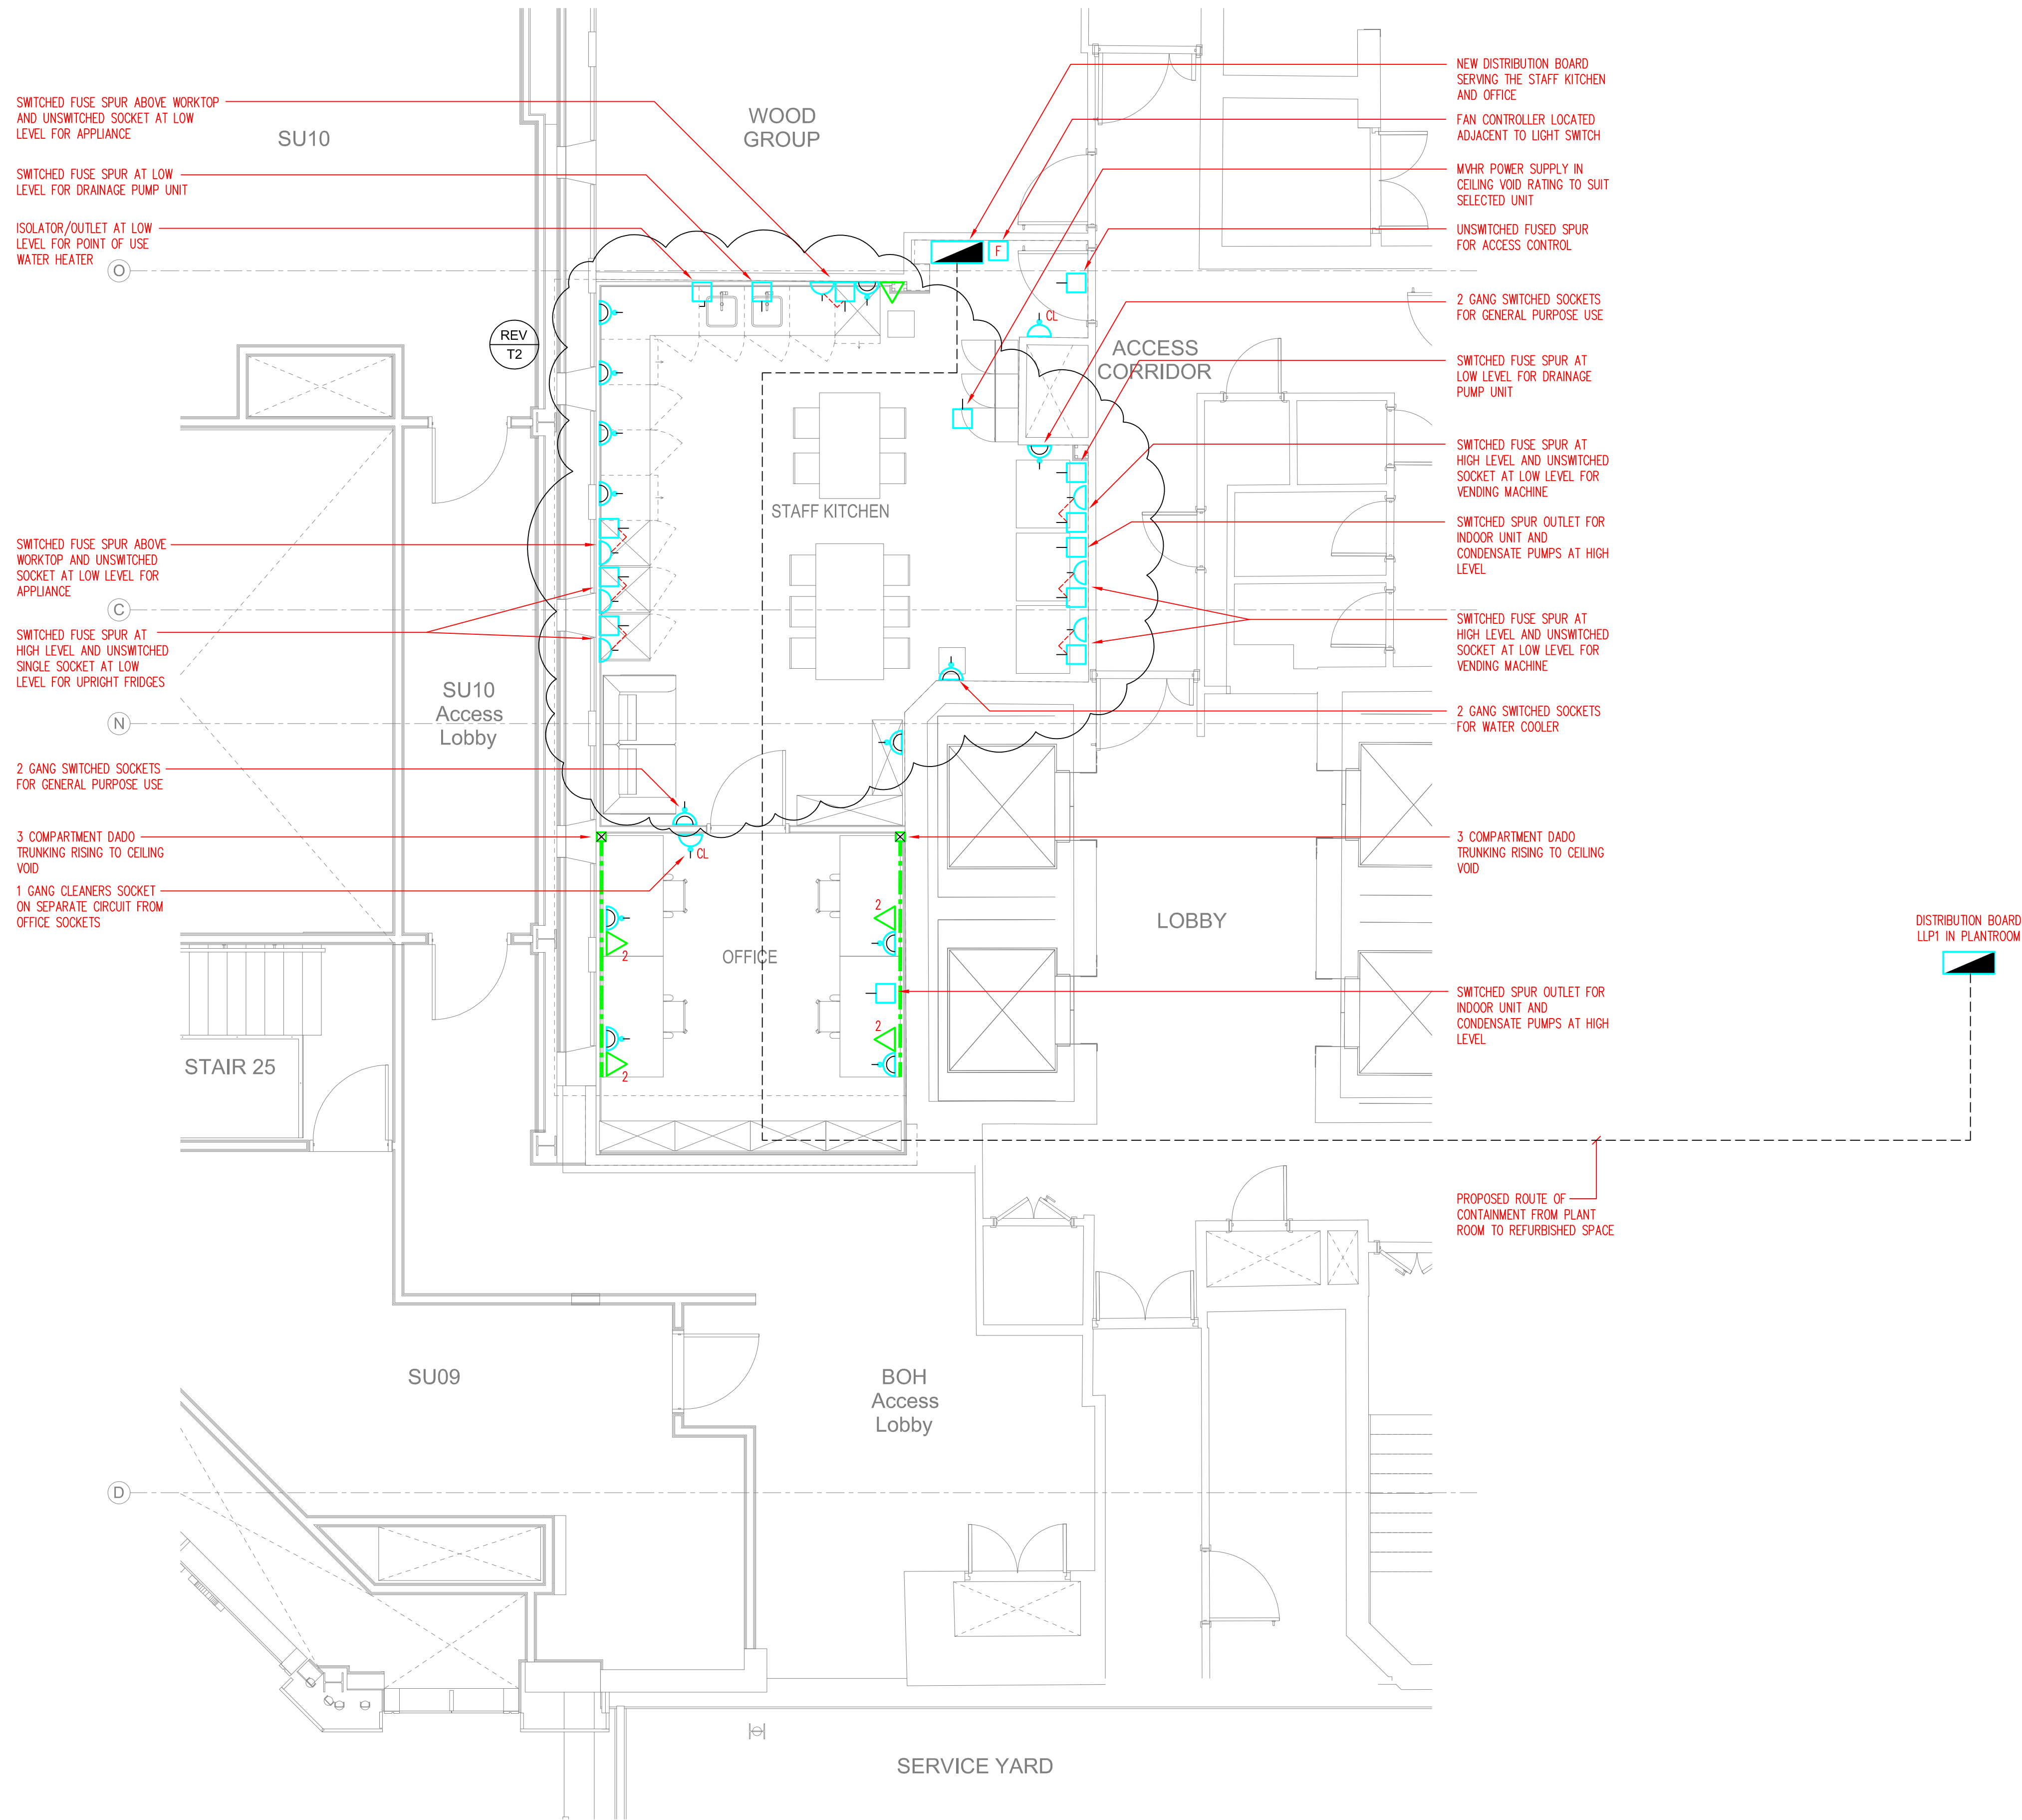 SWITCHED FUSE SPUR ABOVE WORKTOP
AND UNSWITCHED SOCKET AT LOW
LEVEL FOR APPLIANCE
SWITCHED FUSE SPUR AT LOW
LEVEL FOR DRAINAGE PUMP UNIT
ISOLATOR/OUTLET AT LOW
LEVEL FOR POINT OF USE
WATER HEATER
O
SU10
REV
T2
WOOD
GROUP
NEW DISTRIBUTION BOARD
SERVING THE STAFF KITCHEN
AND OFFICE
FAN CONTROLLER LOCATED
ADJACENT TO LIGHT SWITCH
MVHR POWER SUPPLY IN
CEILING VOID RATING TO SUIT
SELECTED UNIT
UNSWITCHED FUSED SPUR
FOR ACCESS CONTROL
F
CL
2 GANG SWITCHED SOCKETS
FOR GENERAL PURPOSE USE
ACCESS
CORRIDOR
SWITCHED FUSE SPUR AT
LOW LEVEL FOR DRAINAGE
PUMP UNIT
SWITCHED FUSE SPUR AT
HIGH LEVEL AND UNSWITCHED
SOCKET AT LOW LEVEL FOR
VENDING MACHINE
STAFF KITCHEN
SWITCHED SPUR OUTLET FOR
INDOOR UNIT AND
CONDENSATE PUMPS AT HIGH
LEVEL
SWITCHED FUSE SPUR ABOVE
WORKTOP AND UNSWITCHED
SOCKET AT LOW LEVEL FOR
APPLIANCE
C
SWITCHED FUSE SPUR AT
HIGH LEVEL AND UNSWITCHED
SINGLE SOCKET AT LOW
LEVEL FOR UPRIGHT FRIDGES
SWITCHED FUSE SPUR AT
HIGH LEVEL AND UNSWITCHED
SOCKET AT LOW LEVEL FOR
VENDING MACHINE
SU10
Access
Lobby
N
2 GANG SWITCHED SOCKETS
FOR WATER COOLER
2 GANG SWITCHED SOCKETS
FOR GENERAL PURPOSE USE
3 COMPARTMENT DADO
TRUNKING RISING TO CEILING
VOID
1 GANG CLEANERS SOCKET
ON SEPARATE CIRCUIT FROM
OFFICE SOCKETS
CL
3 COMPARTMENT DADO
TRUNKING RISING TO CEILING
VOID
2
2
OFFICE
LOBBY
DISTRIBUTION BOARD
LLP1 IN PLANTROOM
SWITCHED SPUR OUTLET FOR
INDOOR UNIT AND
CONDENSATE PUMPS AT HIGH
LEVEL
2
2
STAIR 25
PROPOSED ROUTE OF
CONTAINMENT FROM PLANT
ROOM TO REFURBISHED SPACE
SU09
BOH
Access
Lobby
D
SERVICE YARD